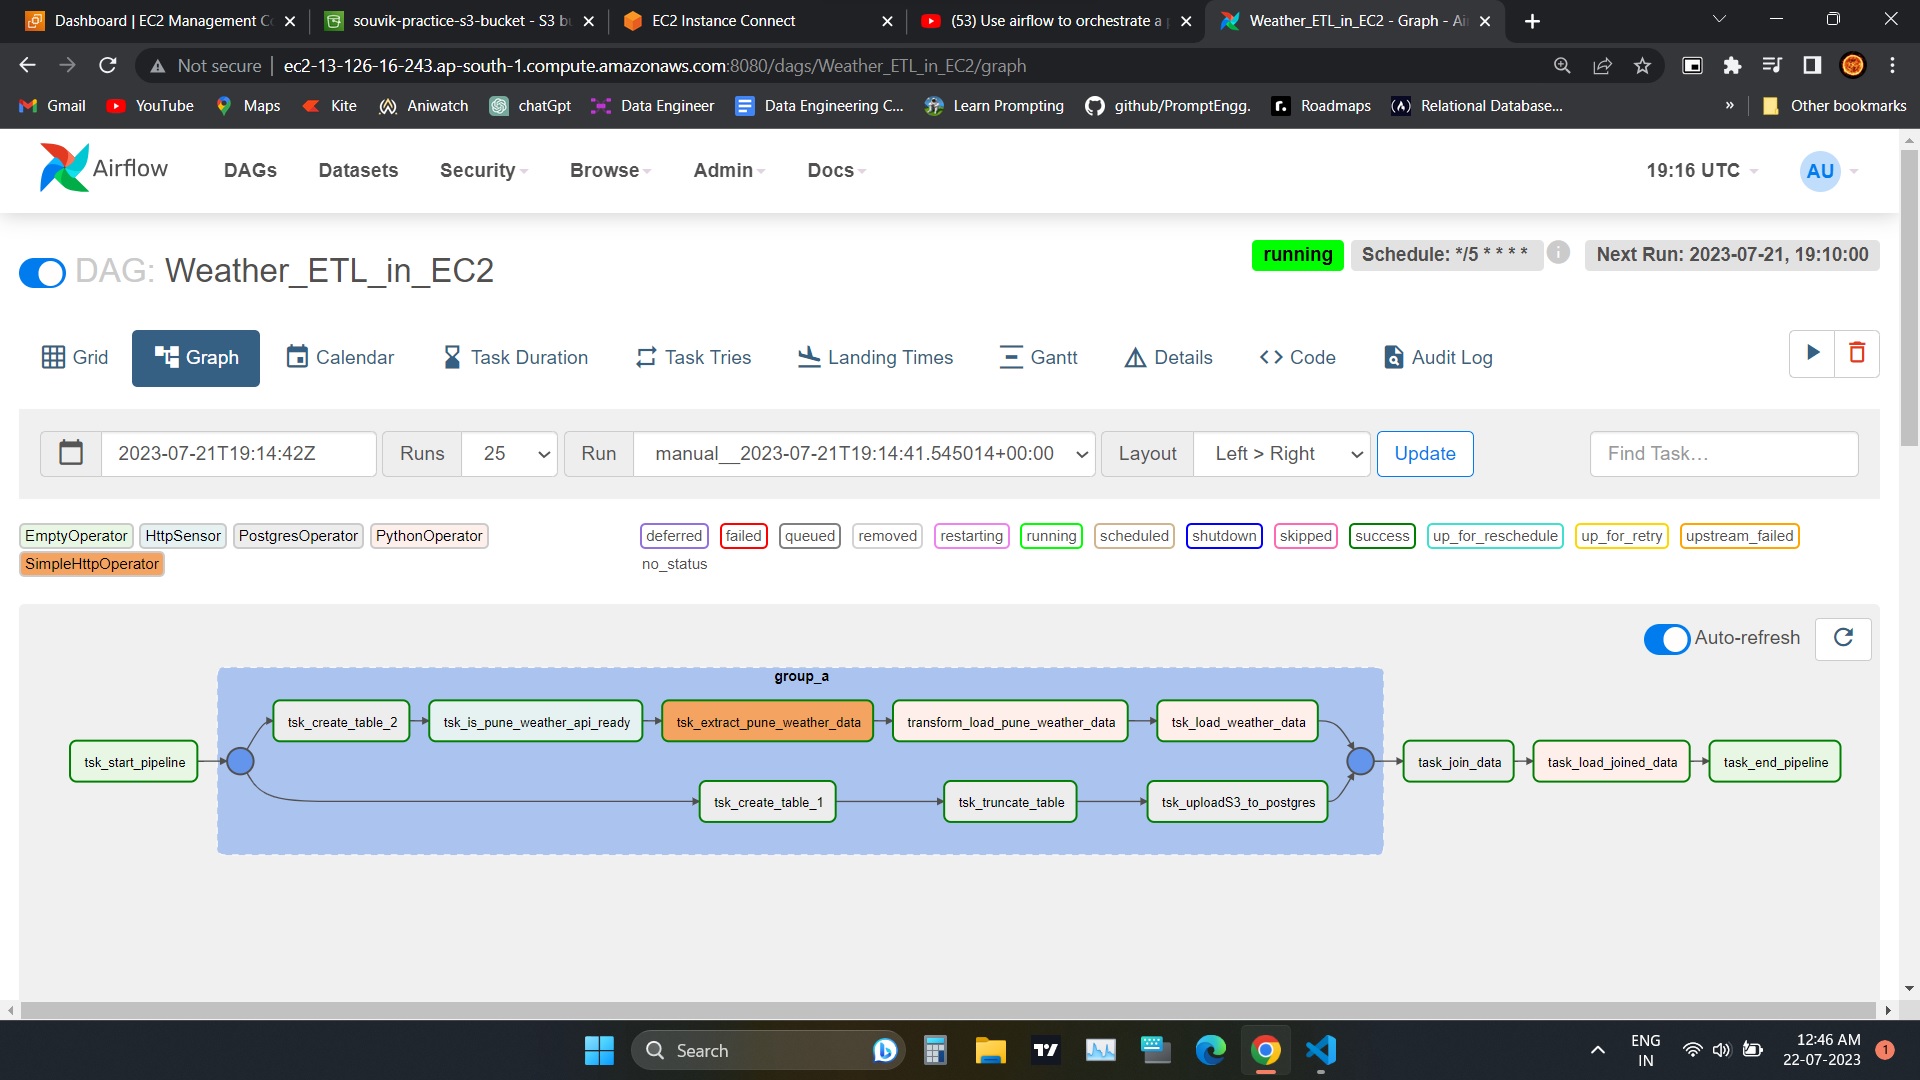 Dashboard | EC2 Management Co
souvik-practice-s3-bucket - S3 bu
EC2 Instance Connect
(53) Use airflow to orchestrate a p
Weather_ETL_in_EC2 - Graph - Air
Not secure
ec2-13-126-16-243.ap-south-1.compute.amazonaws.com:8080/dags/Weather_ETL_in_EC2/graph
Gmail
YouTube
Maps
Kite
Aniwatch
chatGpt
Data Engineer
Data Engineering C...
Learn Prompting
github/PromptEngg.
Roadmaps
Relational Database...
»
Other bookmarks
Airflow
DAGs
Datasets
Security
Browse
Admin
Docs
19:16 UTC
AU
DAG: Weather_ETL_in_EC2
running
Schedule: */5 * * * *
i
Next Run: 2023-07-21, 19:10:00
Grid
Graph
Calendar
Task Duration
Task Tries
Landing Times
Gantt
Details
Code
Audit Log
2023-07-21T19:14:42Z
Runs
25
Run
manual__2023-07-21T19:14:41.545014+00:00
Layout
Left > Right
Update
Find Task...
EmptyOperator
HttpSensor
PostgresOperator
PythonOperator
SimpleHttpOperator
deferred
failed
queued
removed
restarting
running
scheduled
shutdown
skipped
success
up_for_reschedule
up_for_retry
upstream_failed
no_status
Auto-refresh
group_a
tsk_create_table_2
tsk_is_pune_weather_api_ready
tsk_extract_pune_weather_data
transform_load_pune_weather_data
tsk_load_weather_data
tsk_start_pipeline
task_join_data
task_load_joined_data
task_end_pipeline
tsk_create_table_1
tsk_truncate_table
tsk_uploadS3_to_postgres
Search
ENG
IN
12:46 AM
22-07-2023
1